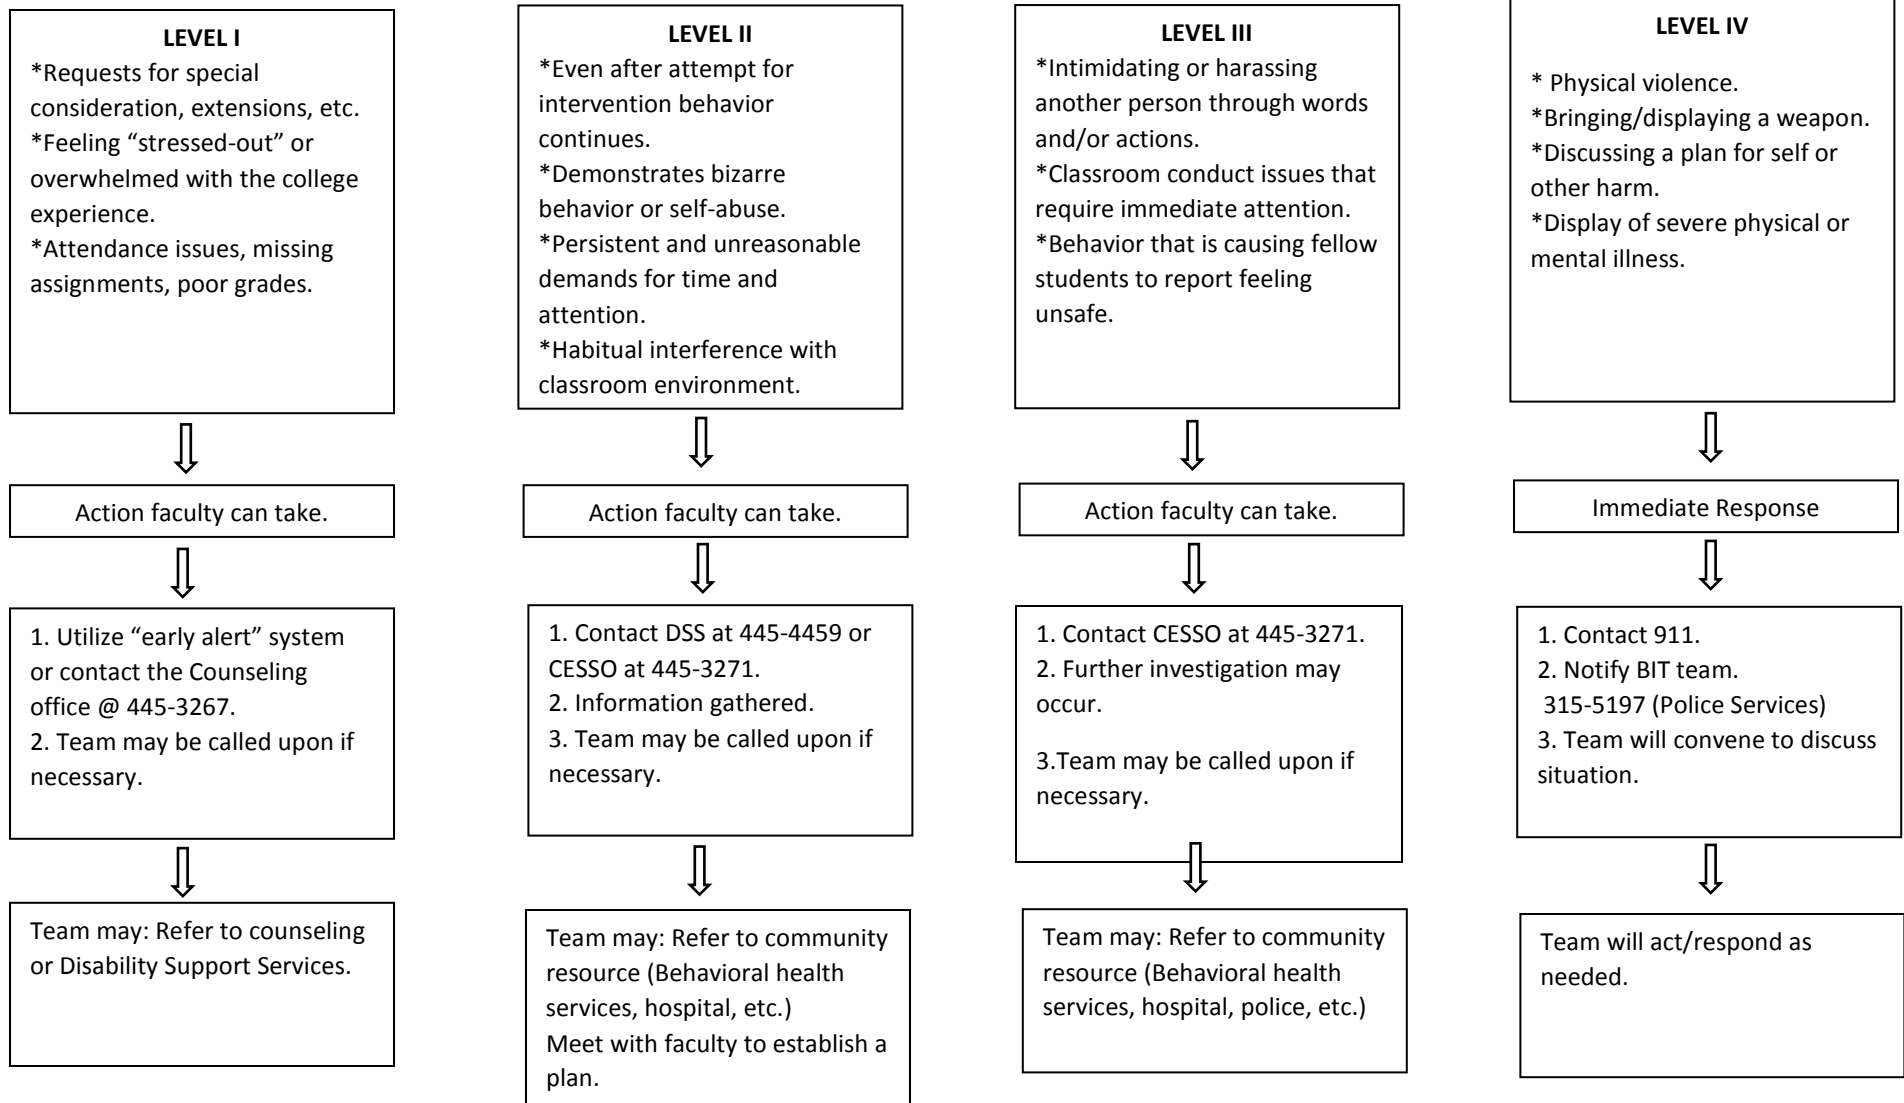 LEVEL I
*Requests for special
consideration, extensions, etc.
*Feeling “stressed-out” or
overwhelmed with the college
experience.
*Attendance issues, missing
assignments, poor grades.
Action faculty can take.
1. Utilize “early alert” system
or contact the Counseling
office @ 445-3267.
2. Team may be called upon if
necessary.
Team may: Refer to counseling
or Disability Support Services.
LEVEL II
*Even after attempt for
intervention behavior
continues.
*Demonstrates bizarre
behavior or self-abuse.
*Persistent and unreasonable
demands for time and
attention.
*Habitual interference with
classroom environment.
Action faculty can take.
1. Contact DSS at 445-4459 or
CESSO at 445-3271.
2. Information gathered.
3. Team may be called upon if
necessary.
Team may: Refer to community
resource (Behavioral health
services, hospital, etc.)
Meet with faculty to establish a
plan.
LEVEL III
*Intimidating or harassing
another person through words
and/or actions.
*Classroom conduct issues that
require immediate attention.
*Behavior that is causing fellow
students to report feeling
unsafe.
Action faculty can take.
1. Contact CESSO at 445-3271.
2. Further investigation may
occur.
3.Team may be called upon if
necessary.
Team may: Refer to community
resource (Behavioral health
services, hospital, police, etc.)
LEVEL IV
* Physical violence.
*Bringing/displaying a weapon.
*Discussing a plan for self or
other harm.
*Display of severe physical or
mental illness.
Immediate Response
1. Contact 911.
2. Notify BIT team.
315-5197 (Police Services)
3. Team will convene to discuss
situation.
Team will act/respond as
needed.